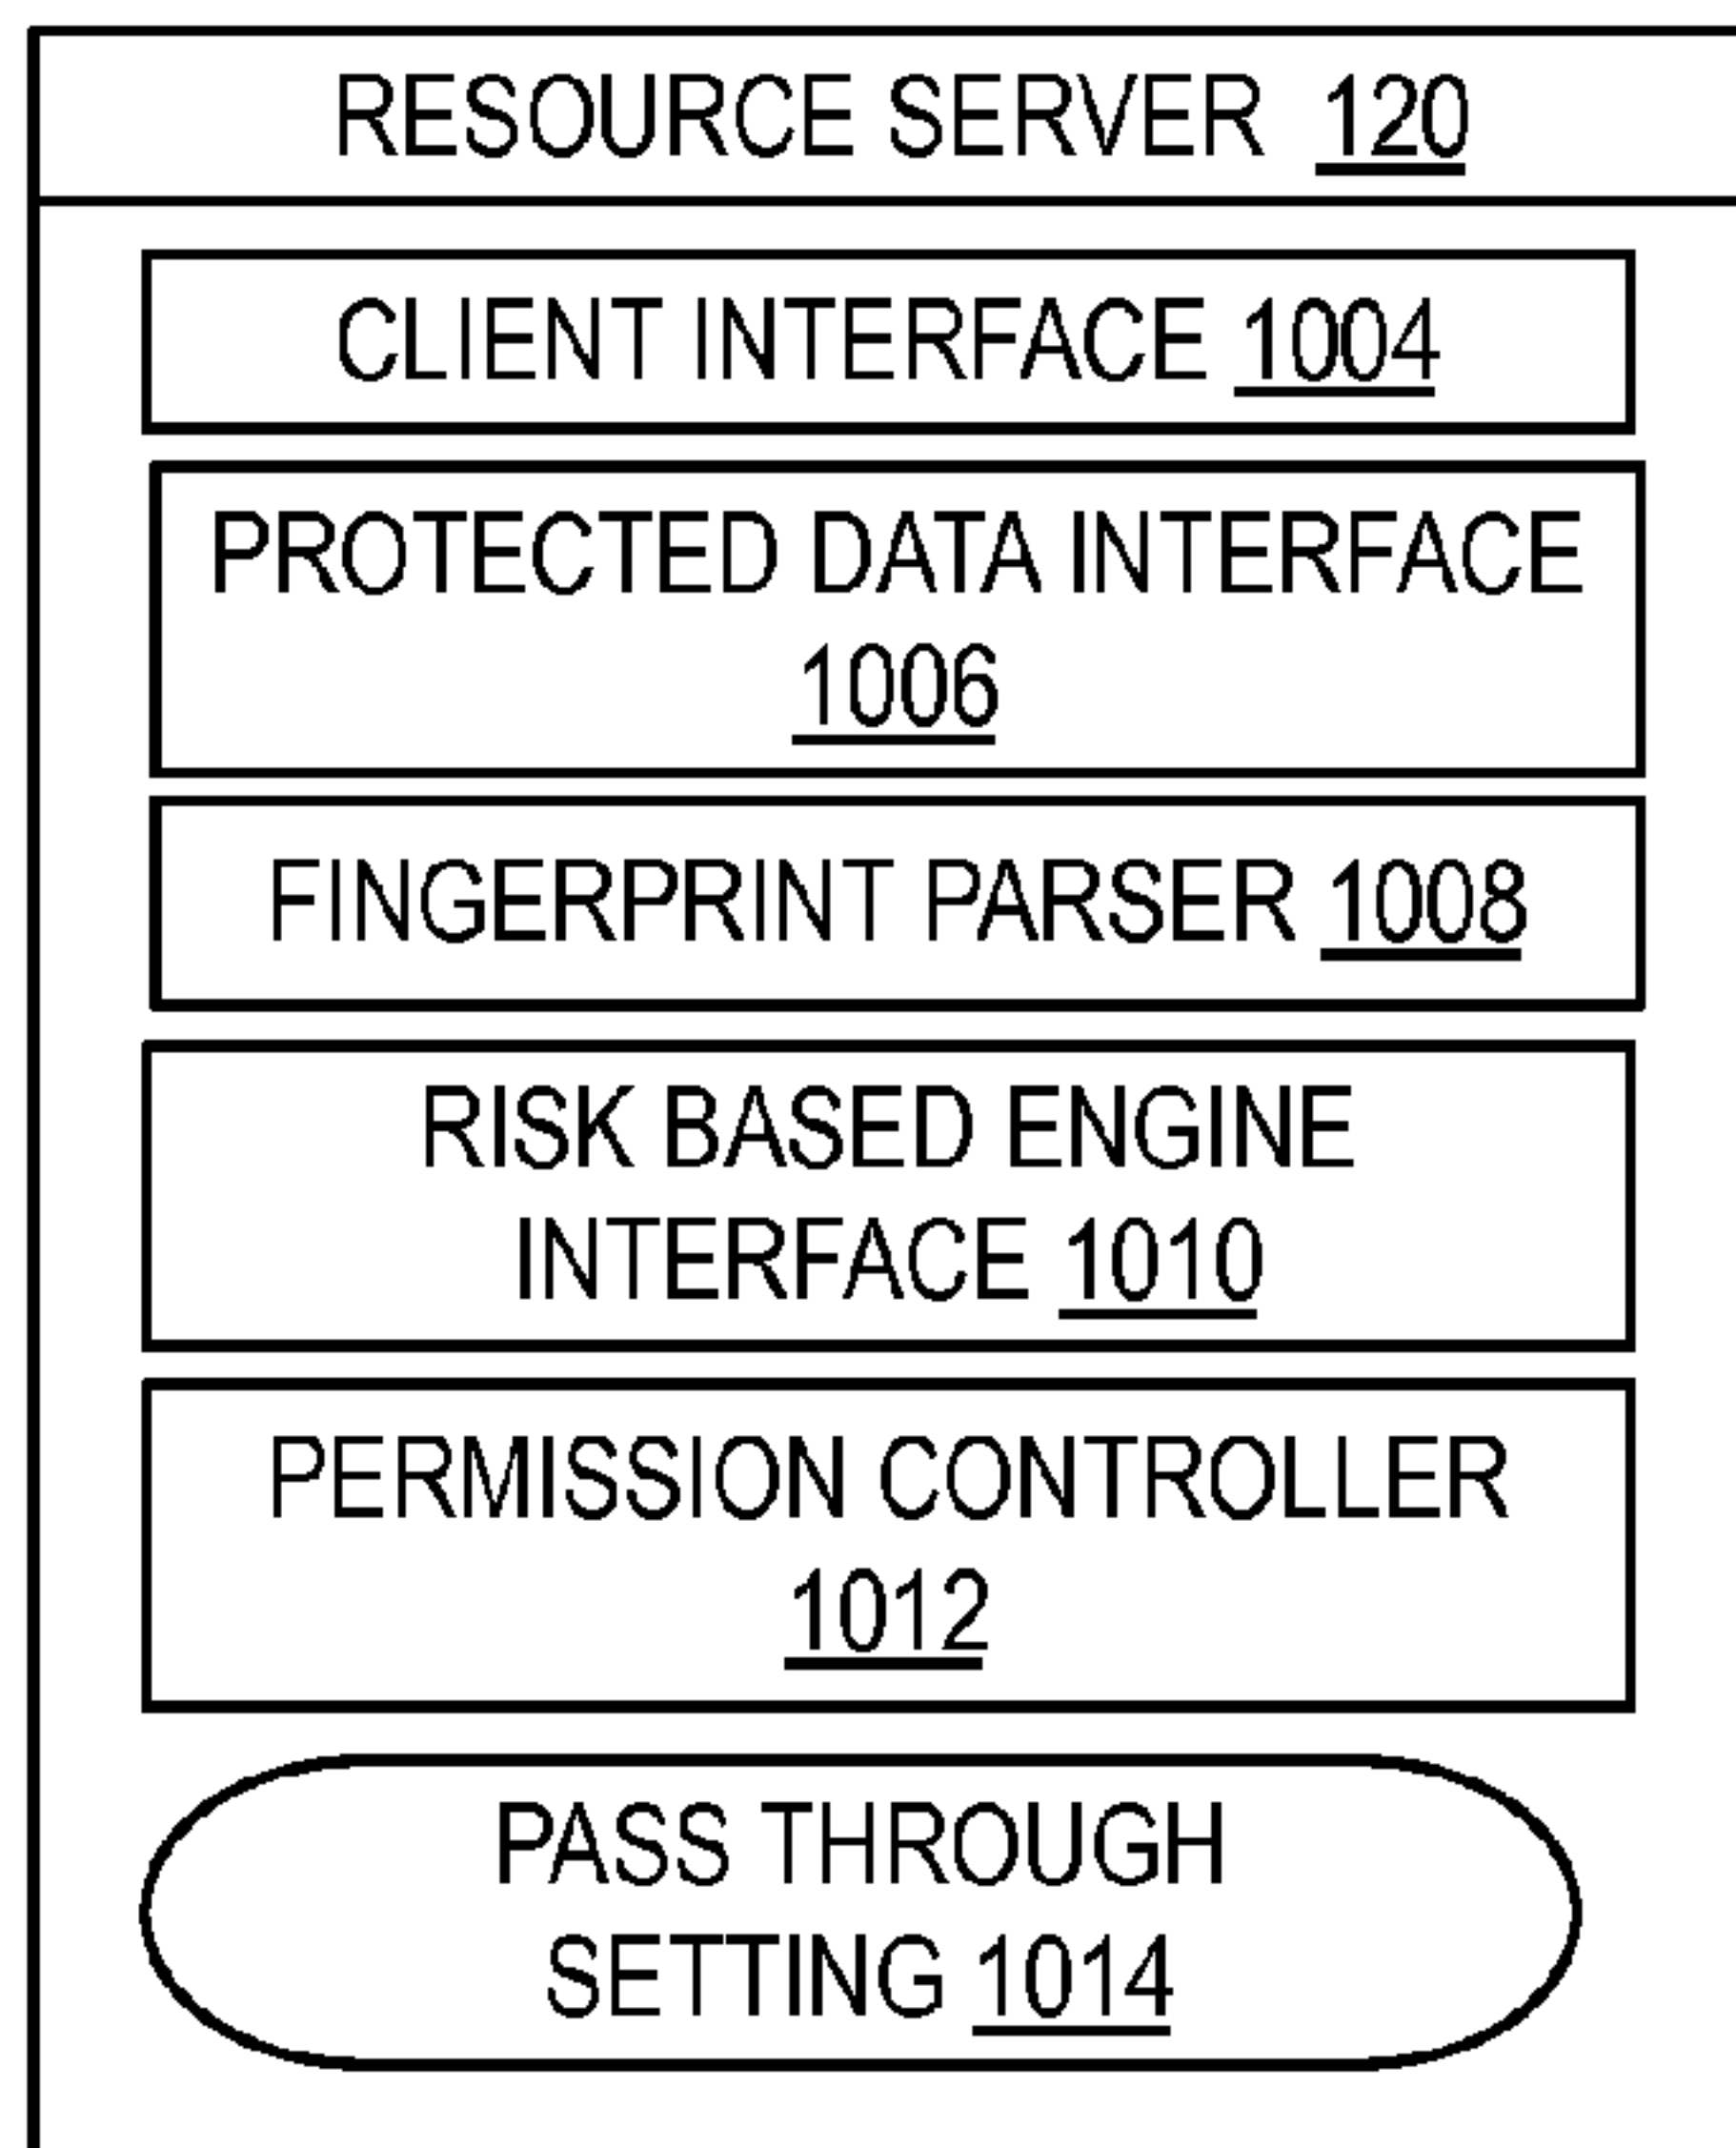 RESOURCE SERVER 120
CLIENT INTERFACE 1004
PROTECTED DATA INTERFACE
1006
FINGERPRINT PARSER 1008
RISK BASED ENGINE
INTERFACE 1010
PERMISSION CONTROLLER
1012
PASS THROUGH
SETTING 1014